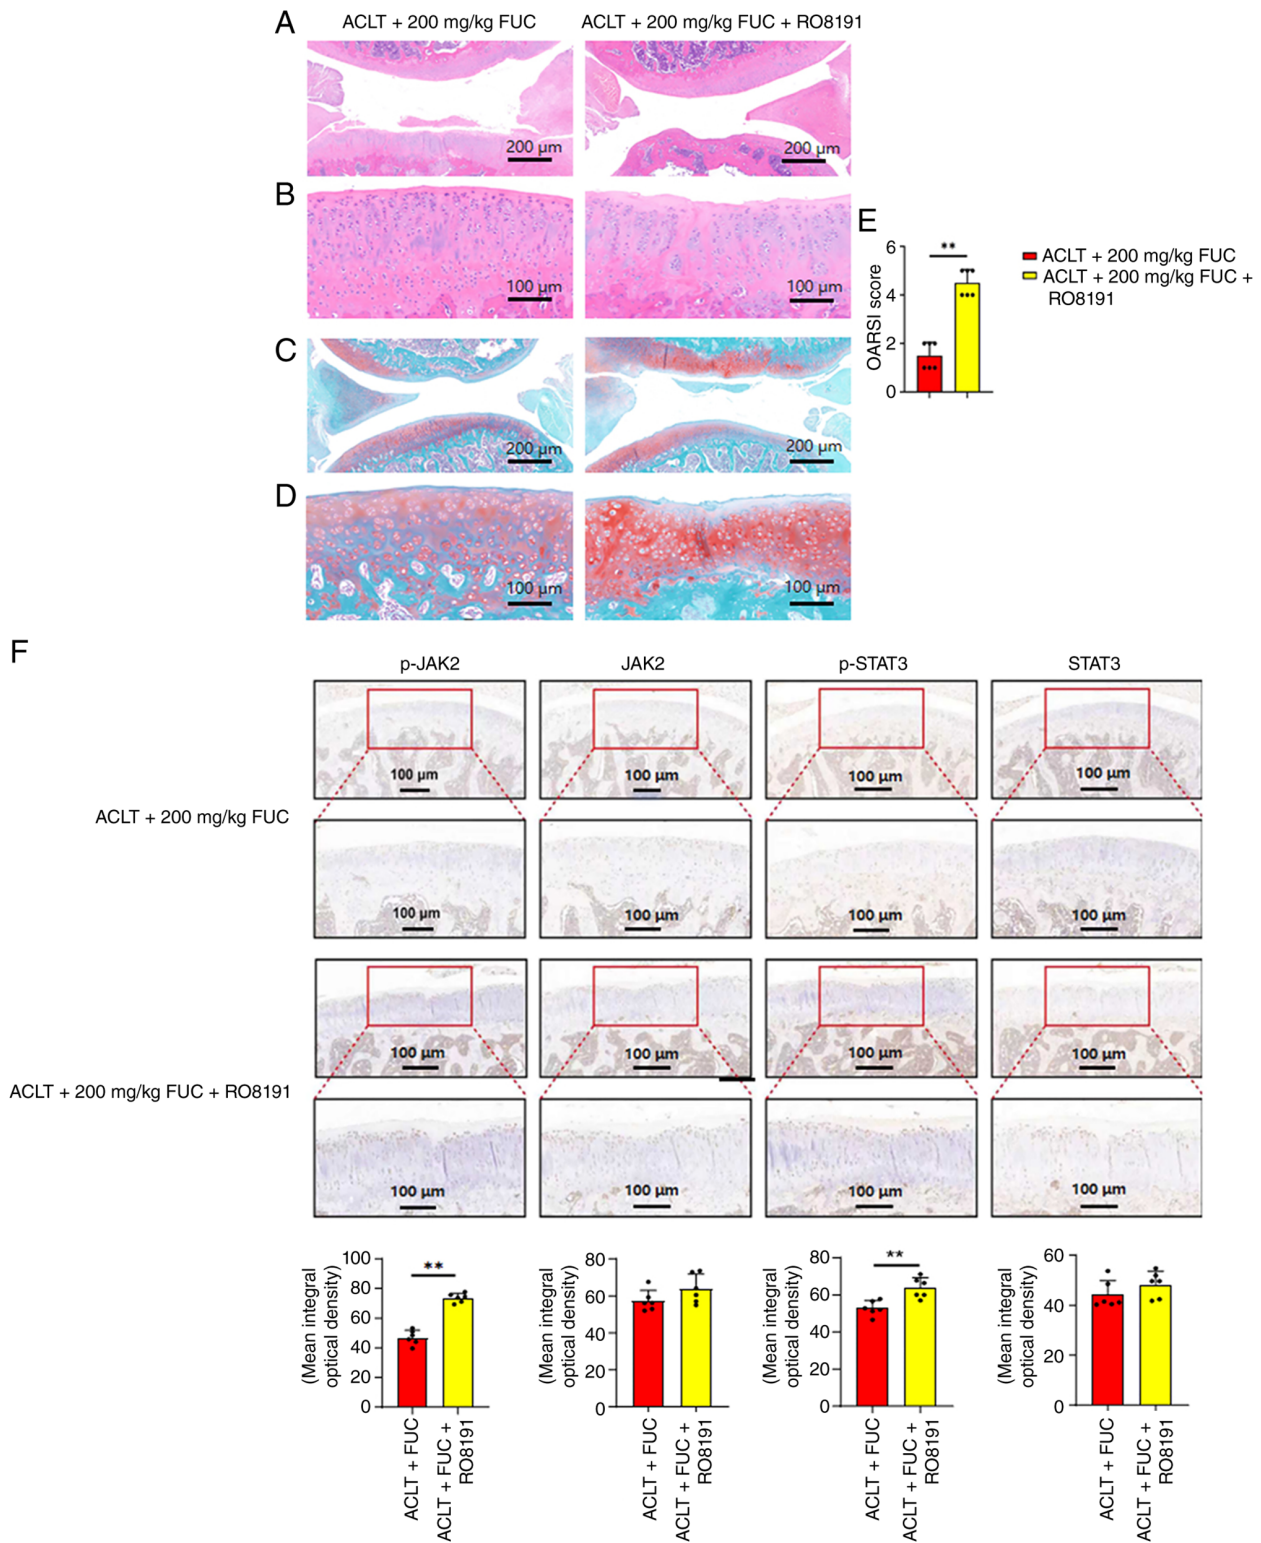 A
ACLT + 200 mg/kg FUC
ACLT + 200 mg/kg FUC + RO8191
200 µm
200 µm
B
100 µm
100 µm
C
200 µm
200 µm
D
100 µm
100 µm
E
6
4
2
0
OARSI score
**
ACLT + 200 mg/kg FUC
ACLT + 200 mg/kg FUC +
RO8191
F
p-JAK2
JAK2
p-STAT3
STAT3
ACLT + 200 mg/kg FUC
100 µm
100 µm
100 µm
100 µm
100 µm
100 µm
100 µm
100 µm
ACLT + 200 mg/kg FUC + RO8191
100 µm
100 µm
100 µm
100 µm
100 µm
100 µm
100 µm
100 µm
(Mean integral
optical density)
100
80
60
40
20
0
**
ACLT + FUC
ACLT + FUC +
RO8191
(Mean integral
optical density)
80
60
40
20
0
ACLT + FUC
ACLT + FUC +
RO8191
(Mean integral
optical density)
80
60
40
20
0
**
ACLT + FUC
ACLT + FUC +
RO8191
(Mean integral
optical density)
60
40
20
0
ACLT + FUC
ACLT + FUC +
RO8191